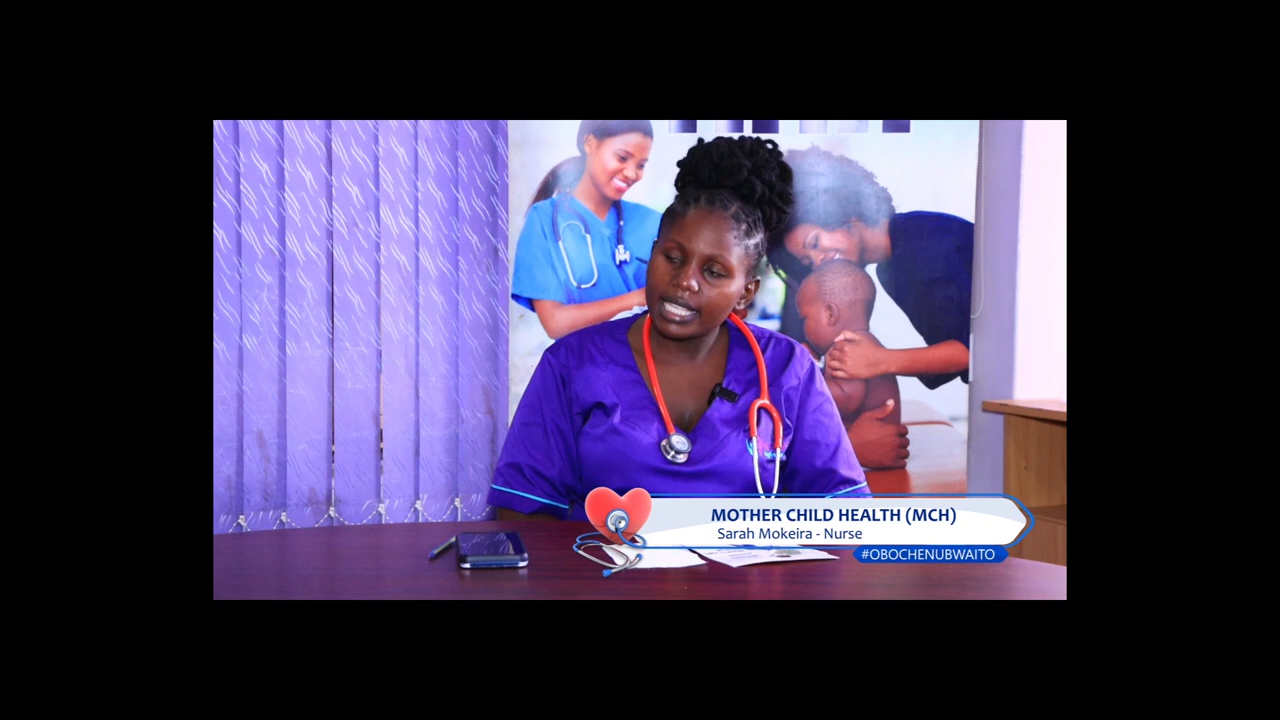 MOTHER CHILD HEALTH (MCH)
Sarah Mokeira - Nurse
#OBOCHENUBWAITO